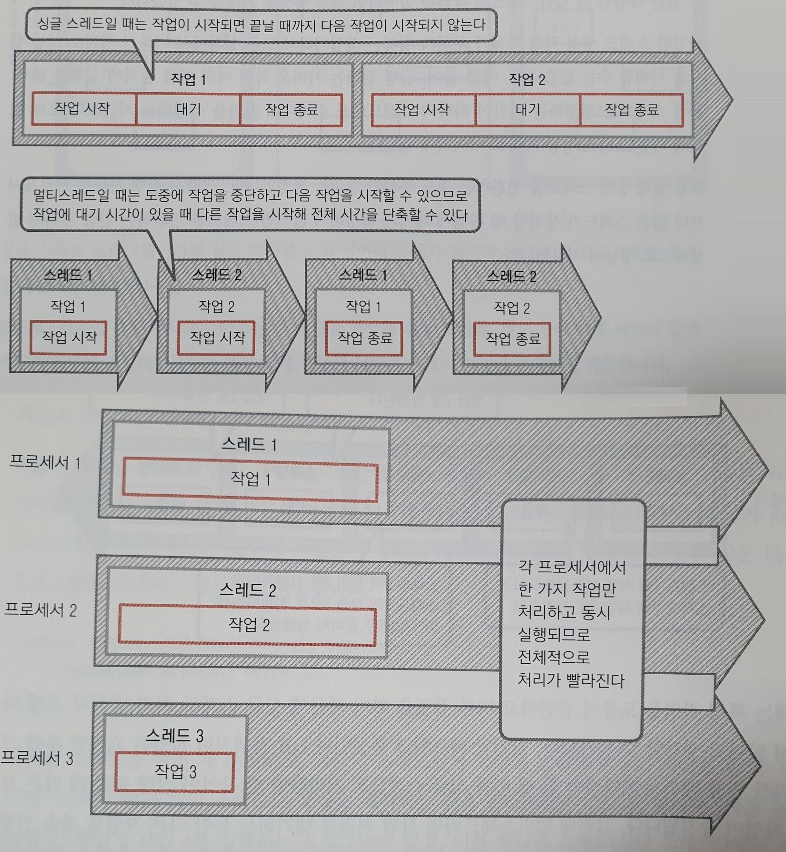 싱글 스레드일 때는 작업이 시작되면 끝날 때까지 다음 작업이 시작되지 않는다
작업 1
작업 시작 대기 작업 종료
작업 2
작업 시작 대기 작업 종료
멀티스레드일 때는 도중에 작업을 중단하고 다음 작업을 시작할 수 있으므로
작업에 대기 시간이 있을 때 다른 작업을 시작해 전체 시간을 단축할 수 있다
스레드 1
작업 1
작업 시작
스레드 2
작업 2
작업 시작
스레드 1
작업 1
작업 종료
스레드 2
작업 2
작업 종료
프로세서 1
스레드 1
작업 1
프로세서 2
스레드 2
작업 2
프로세서 3
스레드 3
작업 3
각 프로세서에서
한 가지 작업만
처리하고 동시
실행되므로
전체적으로
처리가 빨라진다